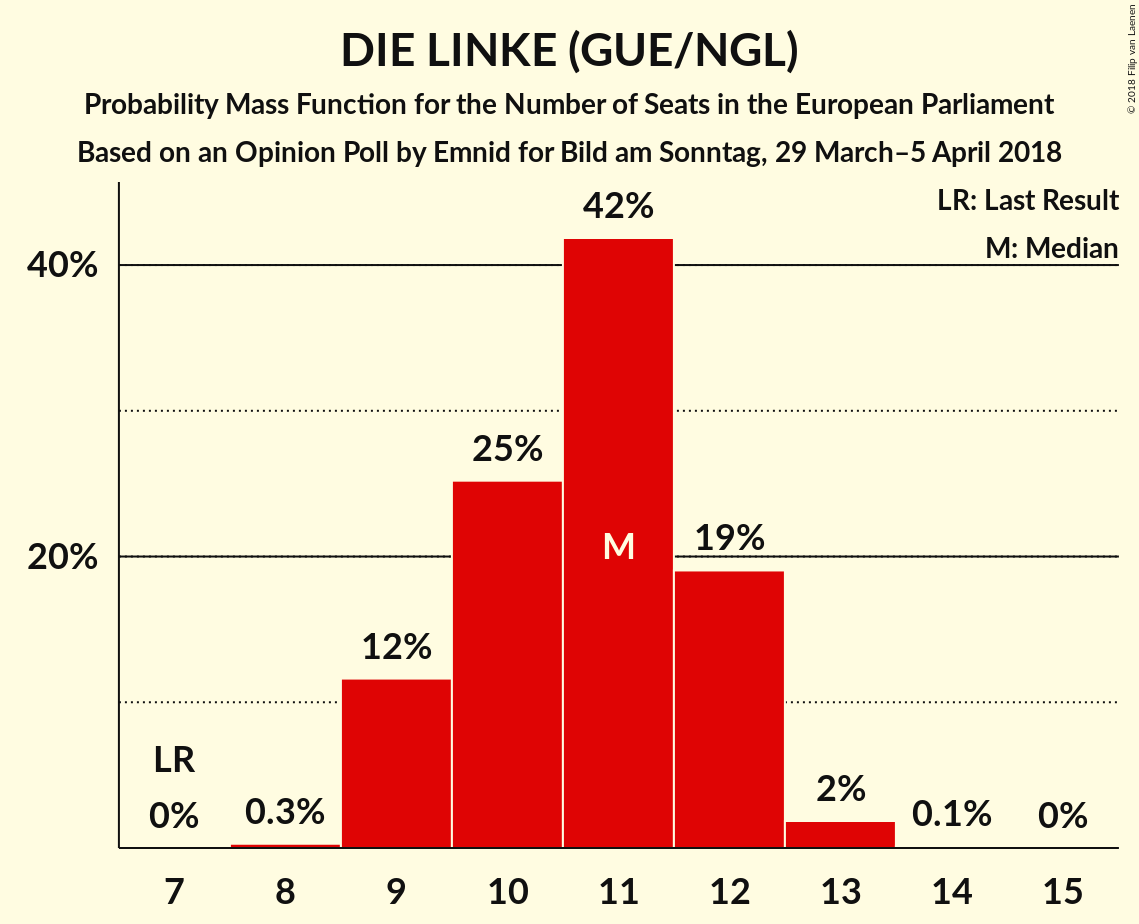 DIE LINKE (GUE/NGL)
Probability Mass Function for the Number of Seats in the European Parliament
Based on an Opinion Poll by Emnid for Bild am Sonntag, 29 March–5 April 2018
© 2018 Filip van Laenen
LR: Last Result
M: Median
42%
40%
25%
M
20%
19%
12%
LR
0%
0.3%
2%
0.1%
0%
7 8 9 10 11 12 13 14 15